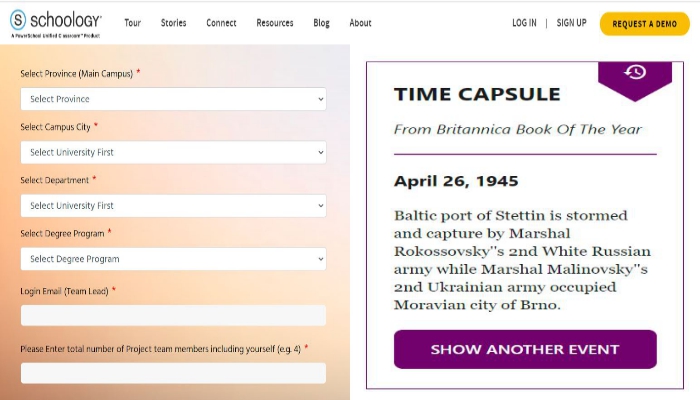 S schoology®
A PowerSchool Unified Classroom™ Product
Tour Stories Connect Resources Blog About
LOG IN | SIGN UP REQUEST A DEMO
Select Province (Main Campus) *
Select Province
Select Campus City *
Select University First
Select Department *
Select University First
Select Degree Program *
Select Degree Program
Login Email (Team Lead) *
Please Enter total number of Project team members including yourself (e.g. 4) *
TIME CAPSULE
From Britannica Book Of The Year
April 26, 1945
Baltic port of Stettin is stormed
and capture by Marshal
Rokossovsky"s 2nd White Russian
army while Marshal Malinovsky"s
2nd Ukrainian army occupied
Moravian city of Brno.
SHOW ANOTHER EVENT